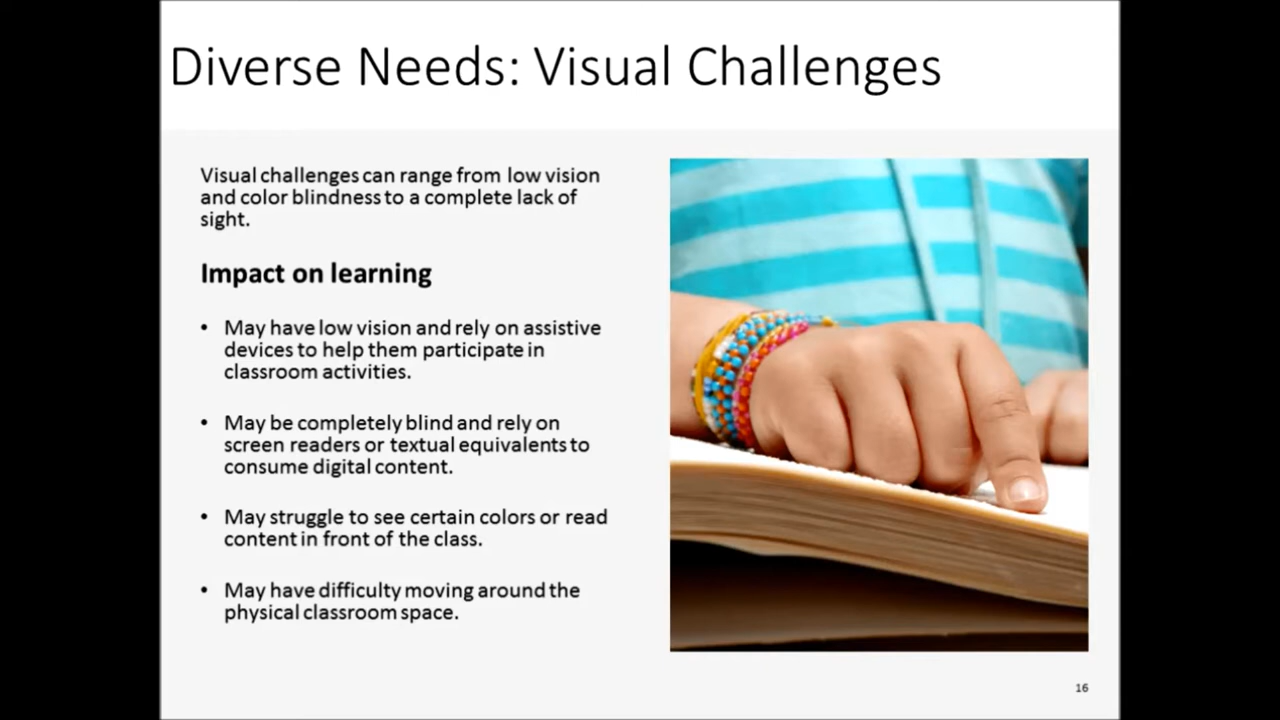 Diverse Needs: Visual Challenges
Visual challenges can range from low vision
and color blindness to a complete lack of
sight.
Impact on learning
• May have low vision and rely on assistive
devices to help them participate in
classroom activities.
• May be completely blind and rely on
screen readers or textual equivalents to
consume digital content.
• May struggle to see certain colors or read
content in front of the class.
• May have difficulty moving around the
physical classroom space.
16